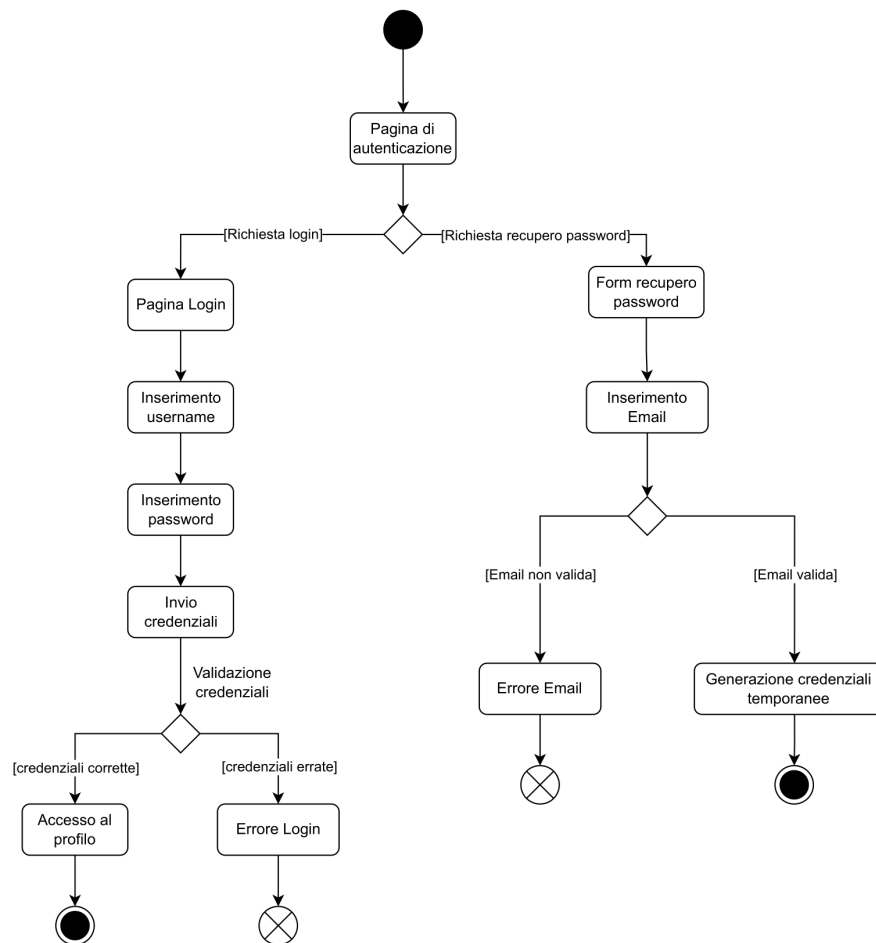 Pagina di
autenticazione
[Richiesta login]
[Richiesta recupero password]
Pagina Login
Form recupero
password
Inserimento
username
Inserimento
Email
Inserimento
password
[Email non valida]
[Email valida]
Invio
credenziali
Validazione
credenziali
Errore Email
Generazione credenziali
temporanee
[credenziali corrette]
[credenziali errate]
Accesso al
profilo
Errore Login